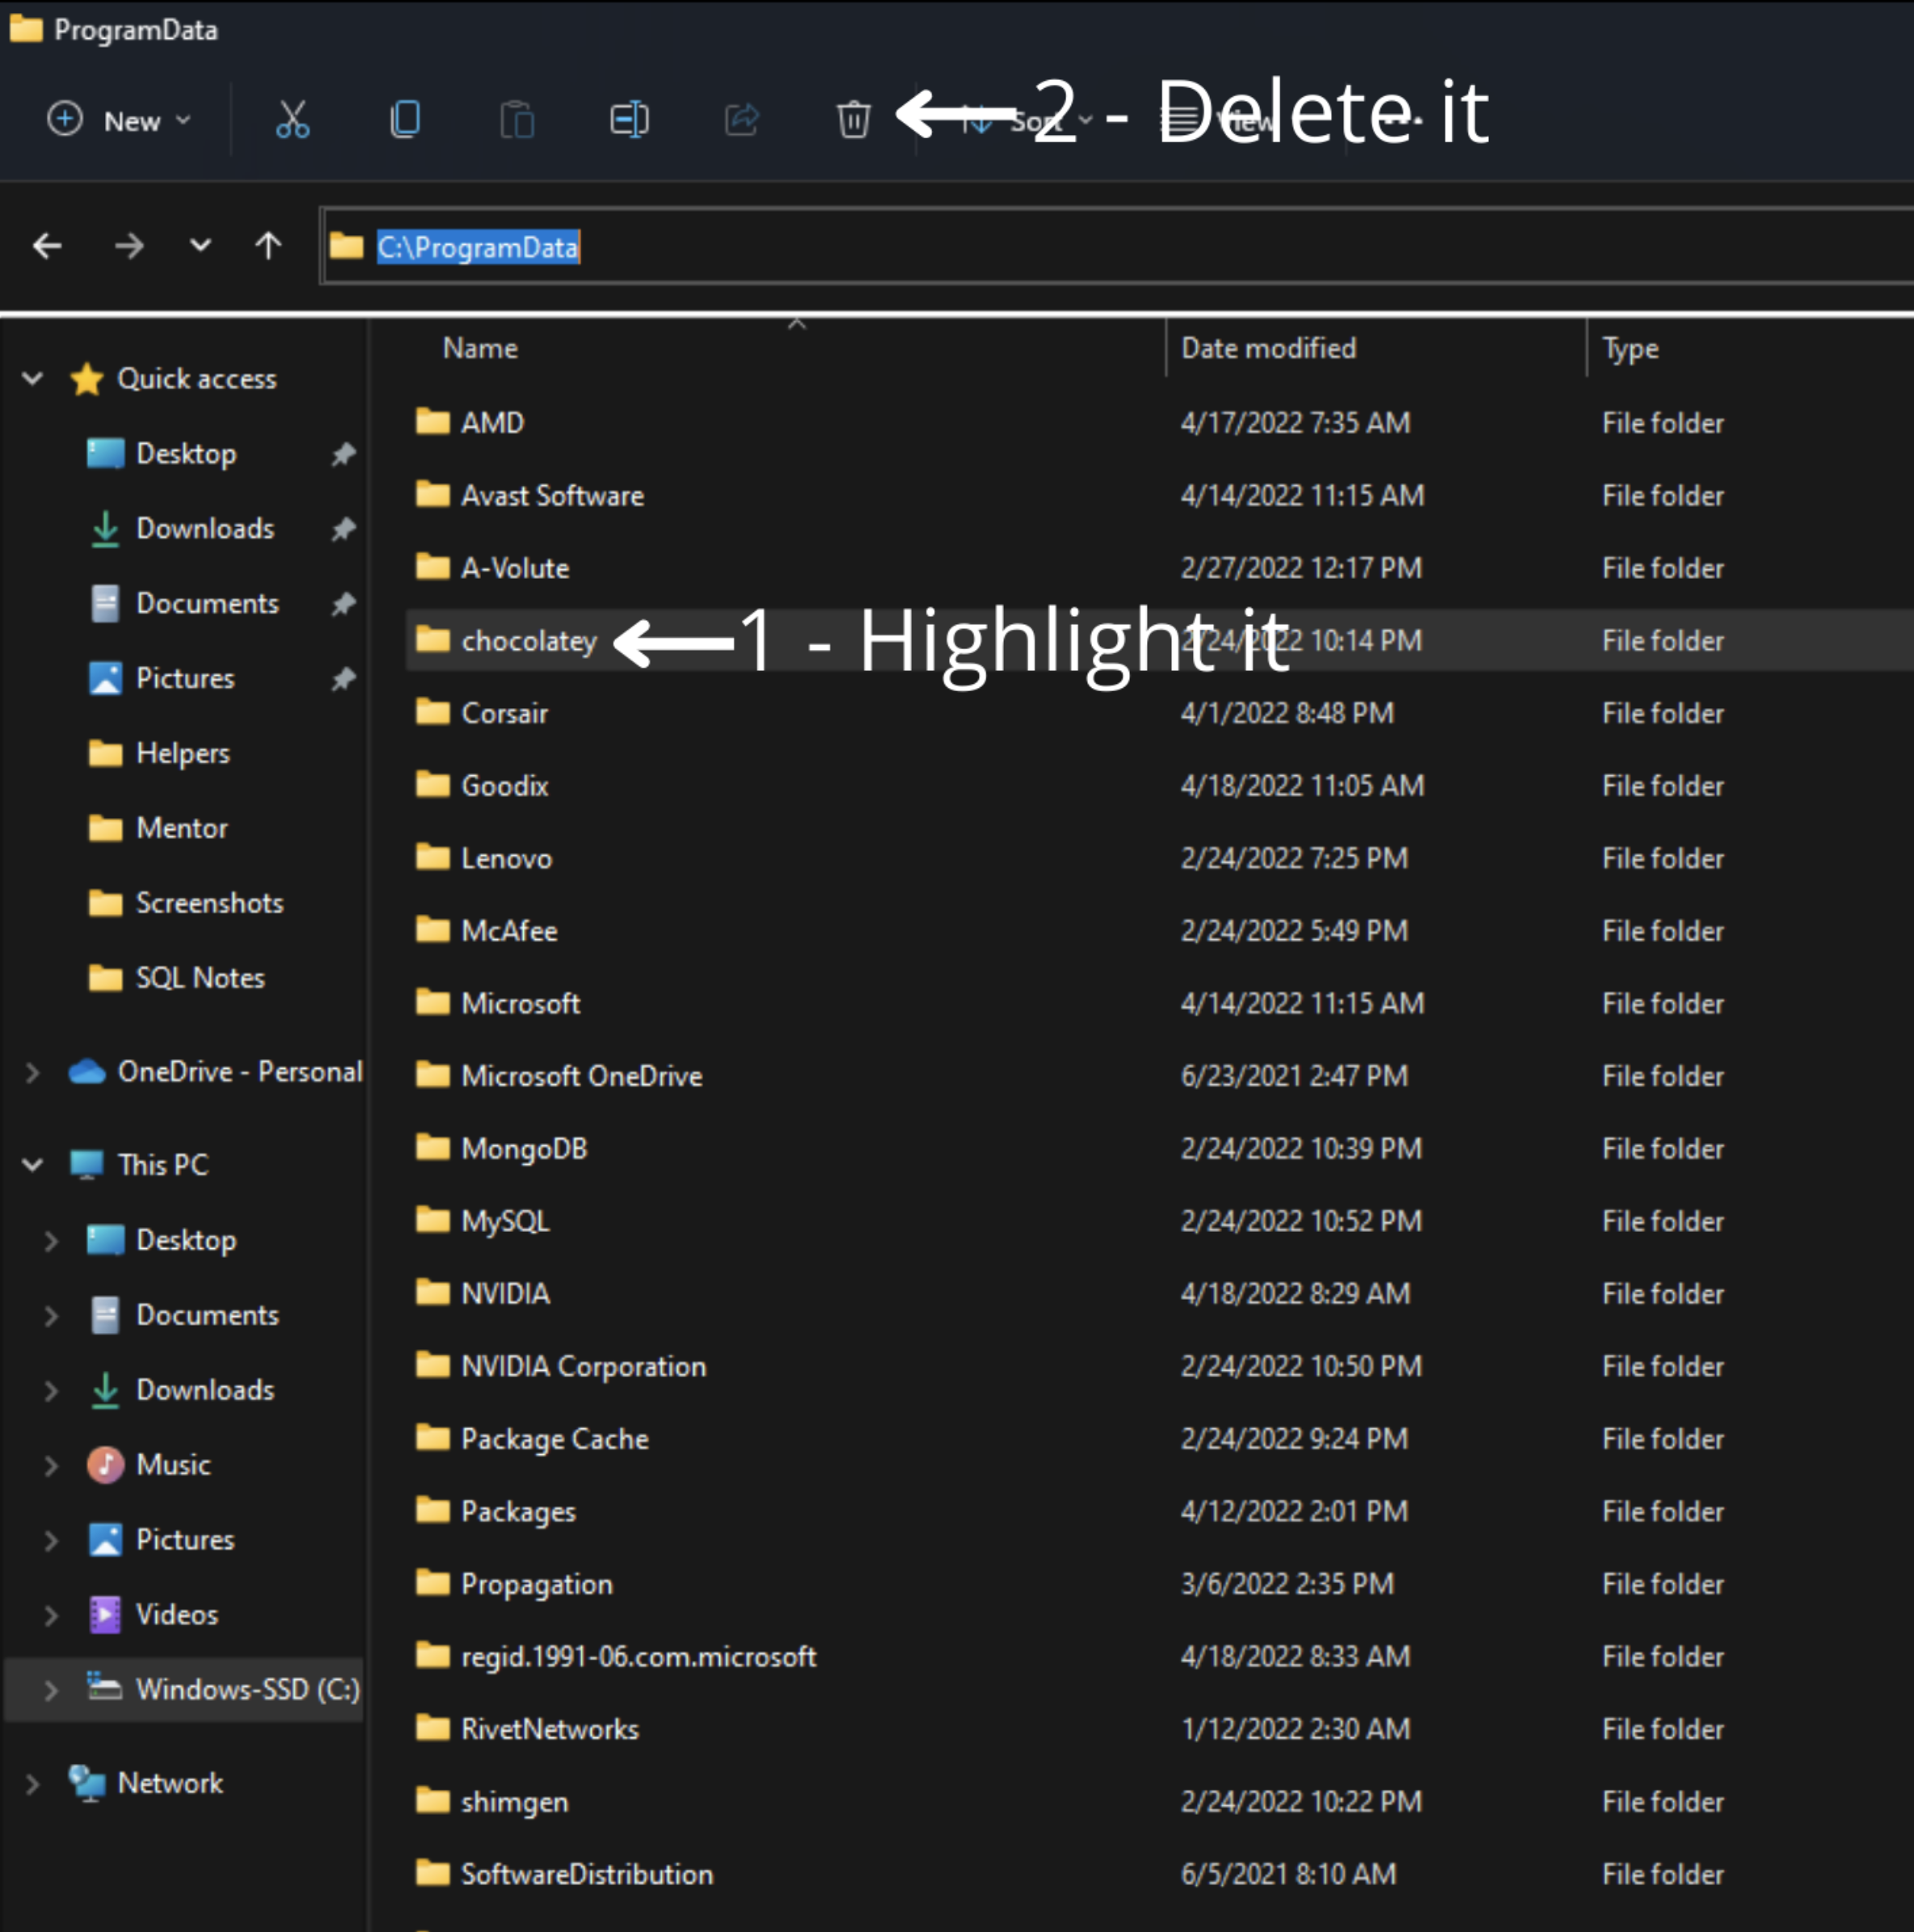 ProgramData
New
Sort
View
2 - Delete it
C:\ProgramData
Name Date modified Type
Quick access
Desktop
Downloads
Documents
Pictures
Helpers
Mentor
Screenshots
SQL Notes
OneDrive - Personal
This PC
Desktop
Documents
Downloads
Music
Pictures
Videos
Windows-SSD (C:)
Network
AMD 4/17/2022 7:35 AM File folder
Avast Software 4/14/2022 11:15 AM File folder
A-Volute 2/27/2022 12:17 PM File folder
chocolatey 2/24/2022 10:14 PM File folder
1 - Highlight it
Corsair 4/1/2022 8:48 PM File folder
Goodix 4/18/2022 11:05 AM File folder
Lenovo 2/24/2022 7:25 PM File folder
McAfee 2/24/2022 5:49 PM File folder
Microsoft 4/14/2022 11:15 AM File folder
Microsoft OneDrive 6/23/2021 2:47 PM File folder
MongoDB 2/24/2022 10:39 PM File folder
MySQL 2/24/2022 10:52 PM File folder
NVIDIA 4/18/2022 8:29 AM File folder
NVIDIA Corporation 2/24/2022 10:50 PM File folder
Package Cache 2/24/2022 9:24 PM File folder
Packages 4/12/2022 2:01 PM File folder
Propagation 3/6/2022 2:35 PM File folder
regid.1991-06.com.microsoft 4/18/2022 8:33 AM File folder
RivetNetworks 1/12/2022 2:30 AM File folder
shimgen 2/24/2022 10:22 PM File folder
SoftwareDistribution 6/5/2021 8:10 AM File folder